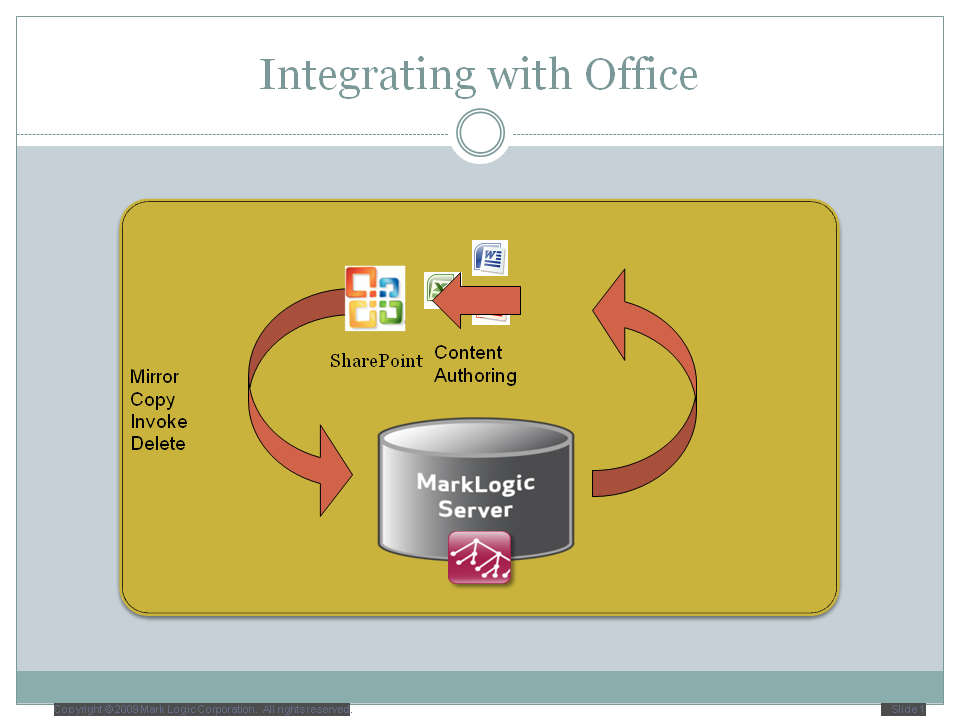 Integrating with Office
SharePoint
Content
Authoring
Mirror
Copy
Invoke
Delete
MarkLogic
Server
Copyright © 2009 Mark Logic Corporation. All rights reserved.
Slide 1